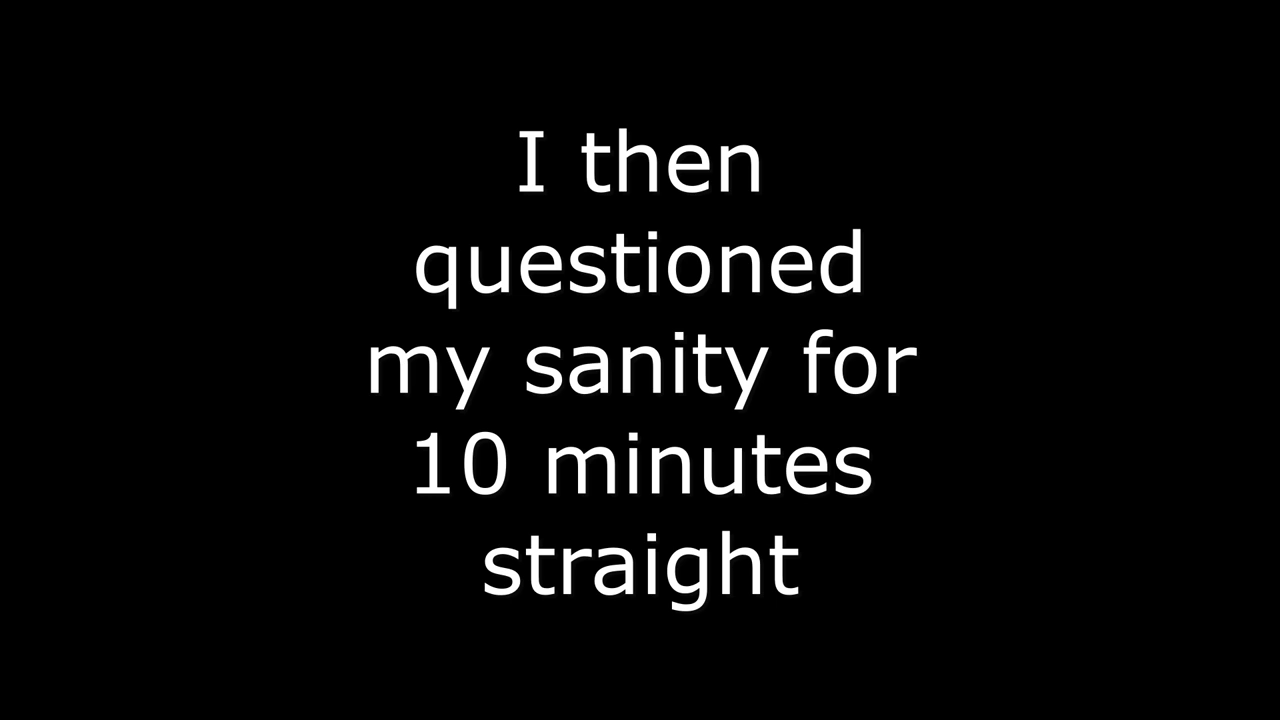 I then
questioned
my sanity for
10 minutes
straight